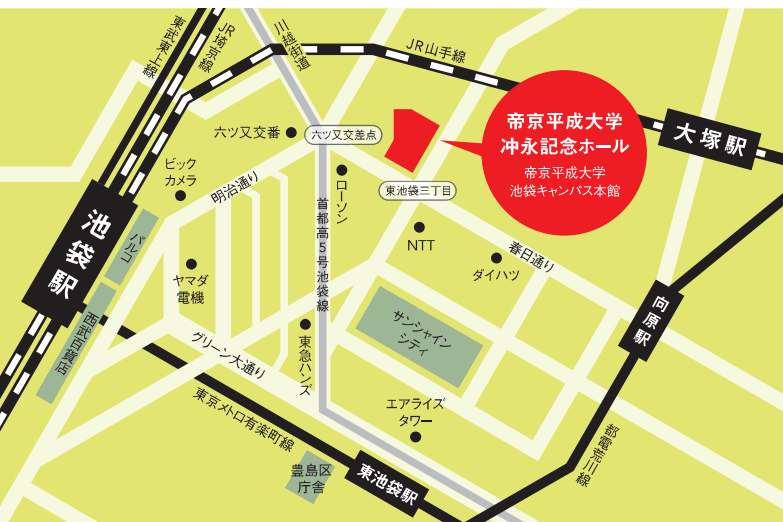 東武東上線
JR埼京線
川越街道
JR山手線
六ツ又交番
六ツ又交差点
帝京平成大学
冲永記念ホール
帝京平成大学
池袋キャンパス本館
大塚駅
ビック
カメラ
明治通り
ローソン
東池袋三丁目
池袋駅
パルコ
首都高5号池袋線
NTT
春日通り
ダイハツ
ヤマダ
電機
向原駅
西武百貨店
サンシャイン
シティ
グリーン大通り
東急ハンズ
東京メトロ有楽町線
エアライズ
タワー
都電荒川線
豊島区
庁舎
東池袋駅